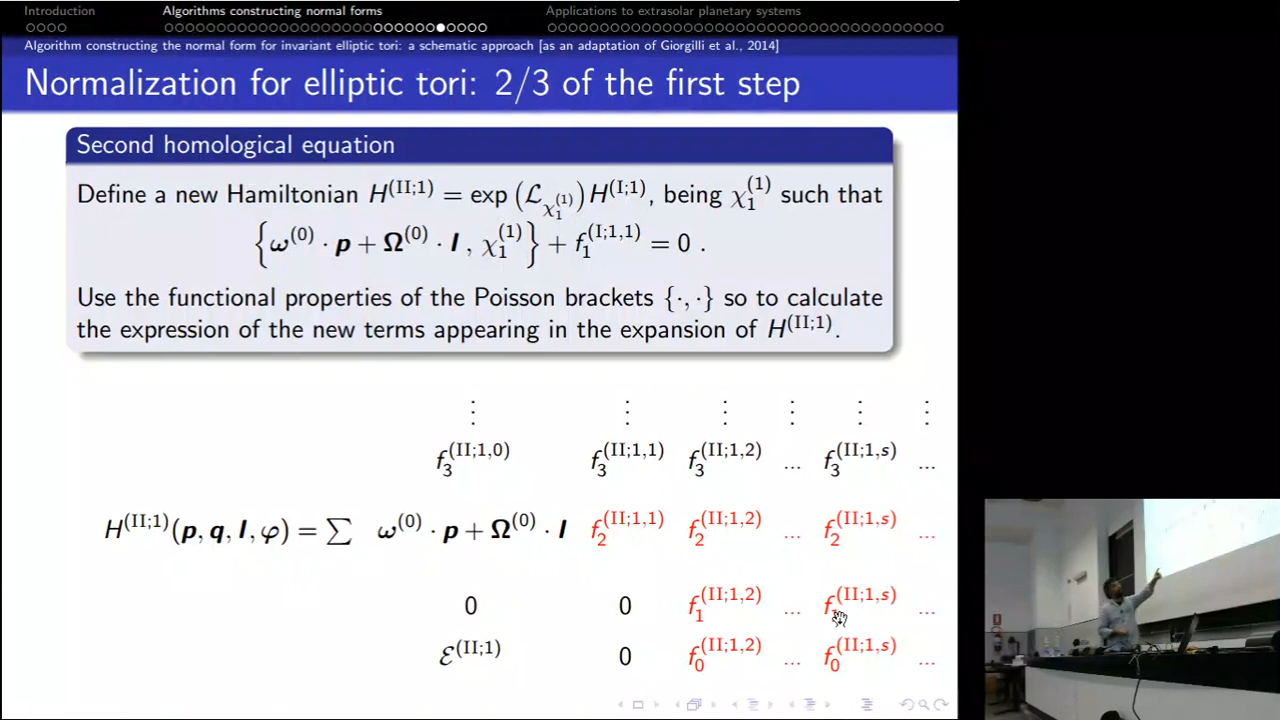 Introduction Algorithms constructing normal forms Applications to extrasolar planetary systems
Algorithm constructing the normal form for invariant elliptic tori: a schematic approach [as an adaptation of Giorgilli et al., 2014]
Normalization for elliptic tori: 2/3 of the first step
Second homological equation
Define a new Hamiltonian H^{(II;1)} = exp(ℒ_{χ_1^{(1)}}) H^{(I;1)}, being χ_1^{(1)} such that
{ω^{(0)} · p + Ω^{(0)} · I , χ_1^{(1)}} + f_1^{(I;1,1)} = 0 .
Use the functional properties of the Poisson brackets {·, ·} so to calculate
the expression of the new terms appearing in the expansion of H^{(II;1)}.
⋮ ⋮ ⋮ ⋮ ⋮ ⋮
f_3^{(II;1,0)} f_3^{(II;1,1)} f_3^{(II;1,2)} ... f_3^{(II;1,s)} ...
H^{(II;1)}(p, q, I, φ) = ∑ ω^{(0)} · p + Ω^{(0)} · I f_2^{(II;1,1)} f_2^{(II;1,2)} ... f_2^{(II;1,s)} ...
0 0 f_1^{(II;1,2)} ... f_1^{(II;1,s)} ...
ℰ^{(II;1)} 0 f_0^{(II;1,2)} ... f_0^{(II;1,s)} ...